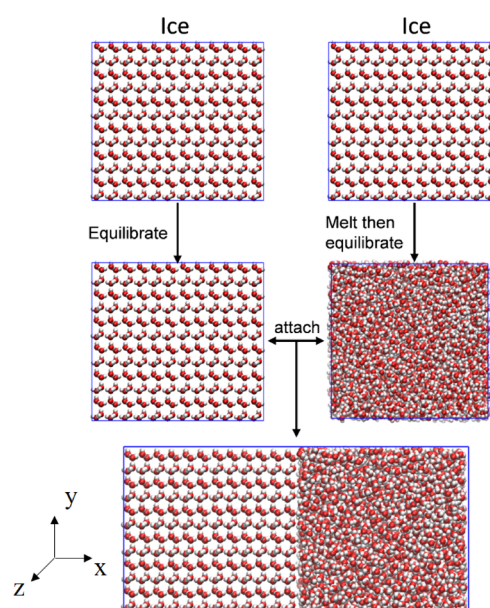 Ice
Ice
Equilibrate
Melt then
equilibrate
attach
y
x
z